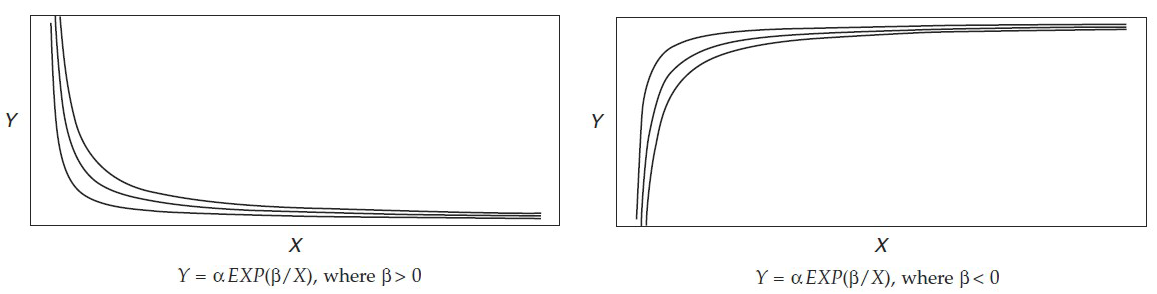 Y
X
Y = α EXP(β/X), where β > 0
Y
X
Y = α EXP(β/X), where β < 0